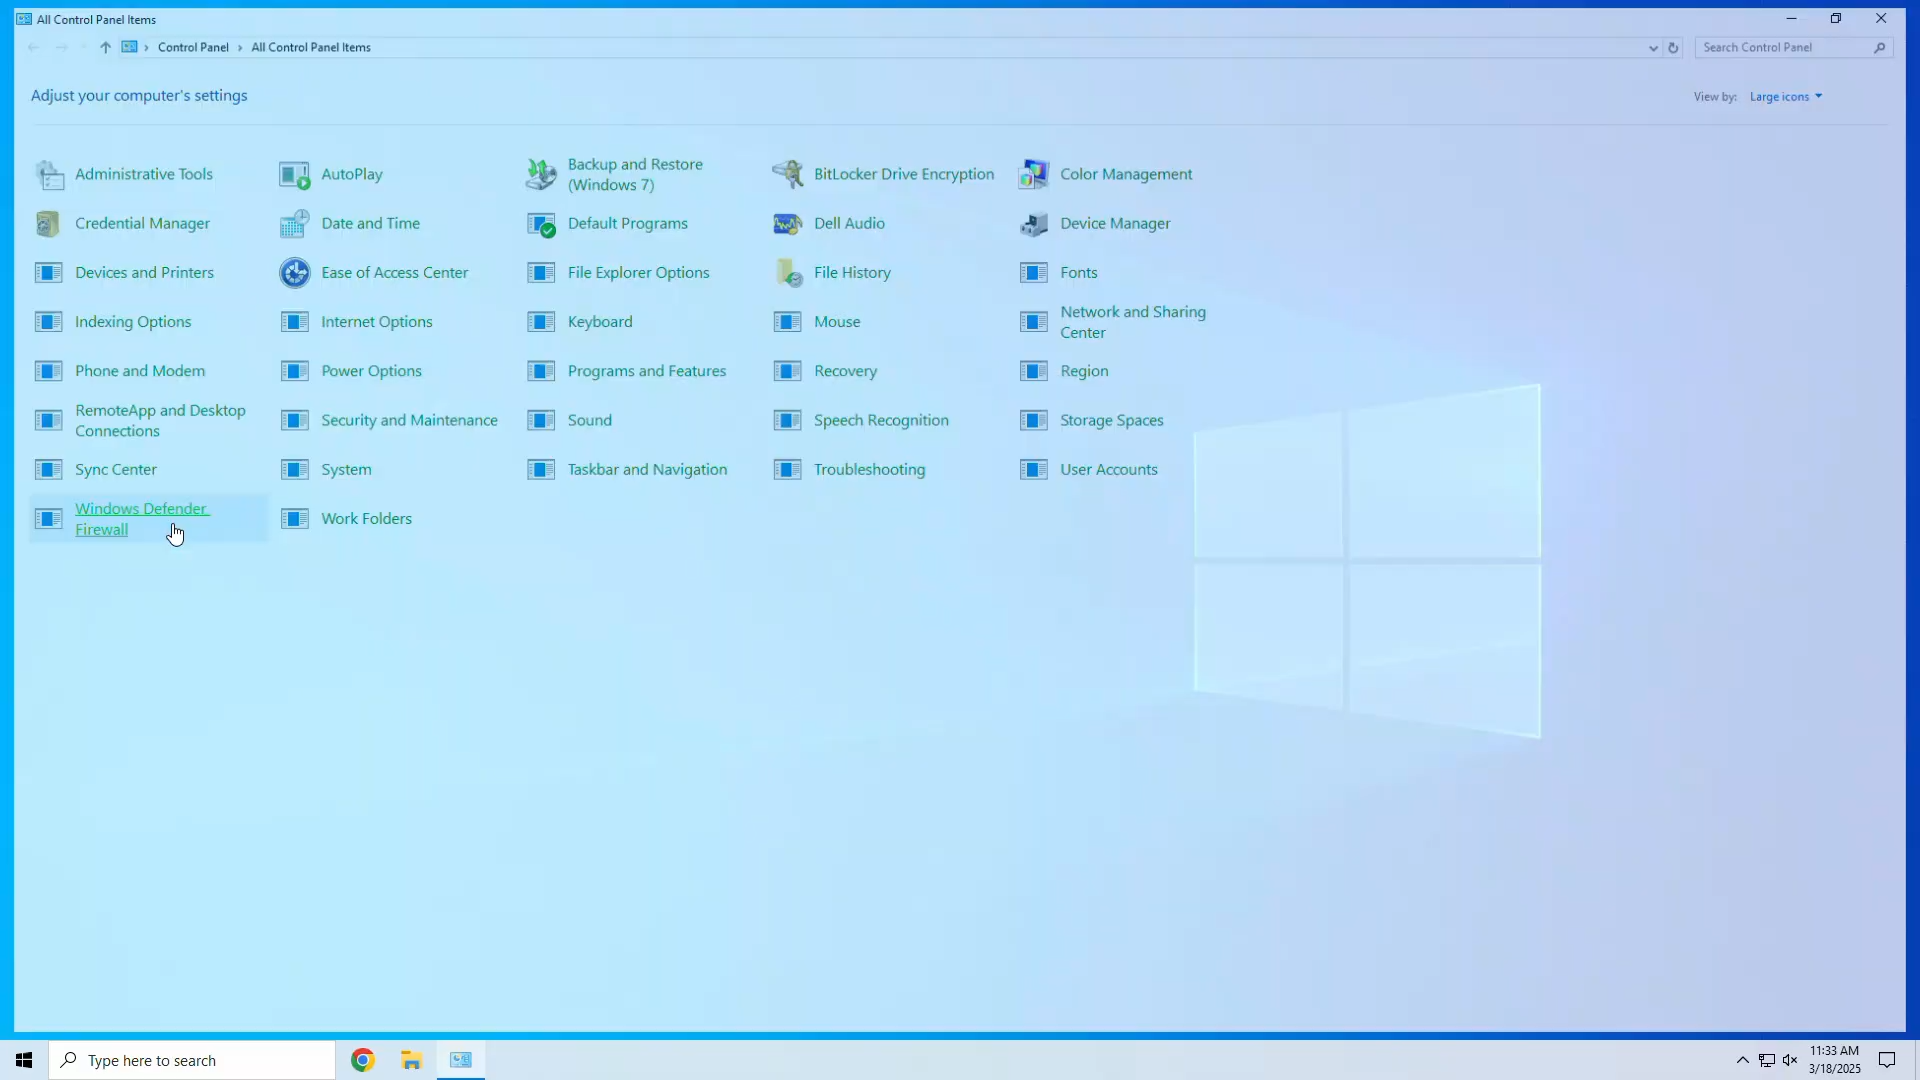 All Control Panel Items
Control Panel > All Control Panel Items
Search Control Panel
Adjust your computer's settings
View by: Large icons
Administrative Tools
AutoPlay
Backup and Restore
(Windows 7)
BitLocker Drive Encryption
Color Management
Credential Manager
Date and Time
Default Programs
Dell Audio
Device Manager
Devices and Printers
Ease of Access Center
File Explorer Options
File History
Fonts
Indexing Options
Internet Options
Keyboard
Mouse
Network and Sharing
Center
Phone and Modem
Power Options
Programs and Features
Recovery
Region
RemoteApp and Desktop
Connections
Security and Maintenance
Sound
Speech Recognition
Storage Spaces
Sync Center
System
Taskbar and Navigation
Troubleshooting
User Accounts
Windows Defender
Firewall
Work Folders
Type here to search
11:33 AM
3/18/2025